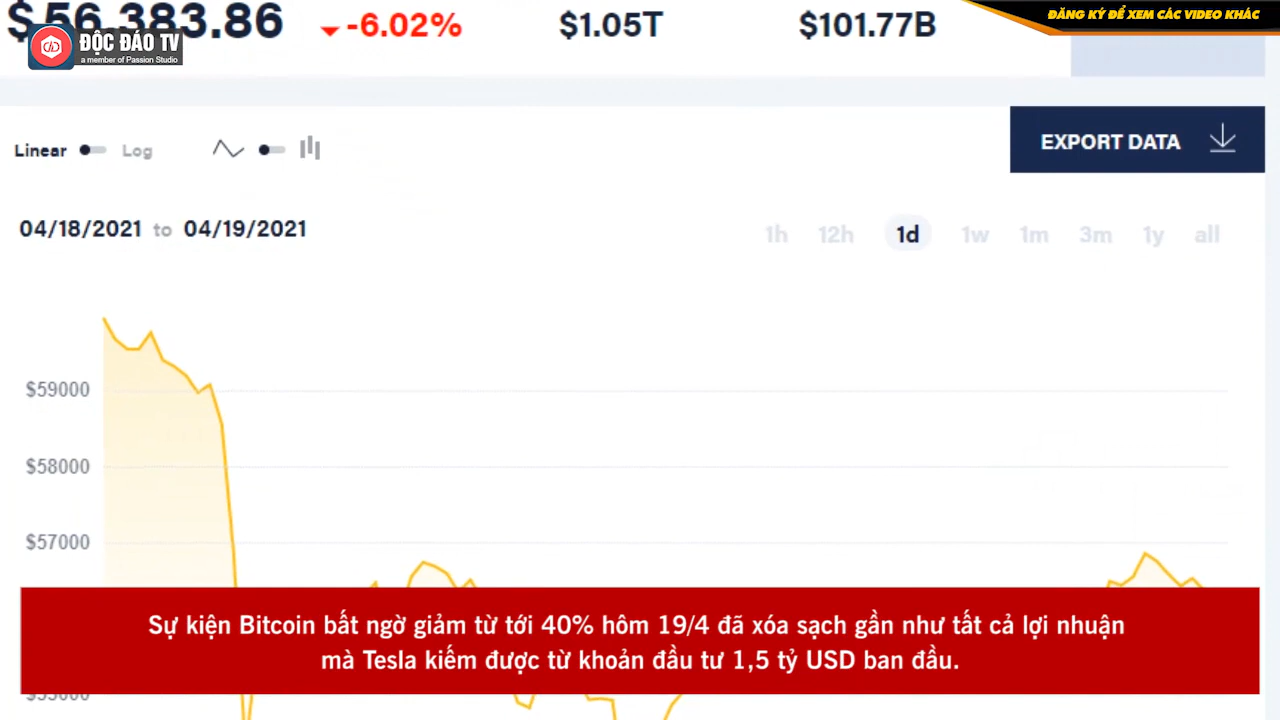 $56,383.86
-6.02%
$1.05T
$101.77B
ĐĂNG KÝ ĐỂ XEM CÁC VIDEO KHÁC
ĐỘC ĐÁO TV
a member of Passion Studio
Linear Log
EXPORT DATA
04/18/2021 to 04/19/2021
1h 12h 1d 1w 1m 3m 1y all
$59000
$58000
$57000
Sự kiện Bitcoin bất ngờ giảm từ tới 40% hôm 19/4 đã xóa sạch gần như tất cả lợi nhuận
mà Tesla kiếm được từ khoản đầu tư 1,5 tỷ USD ban đầu.